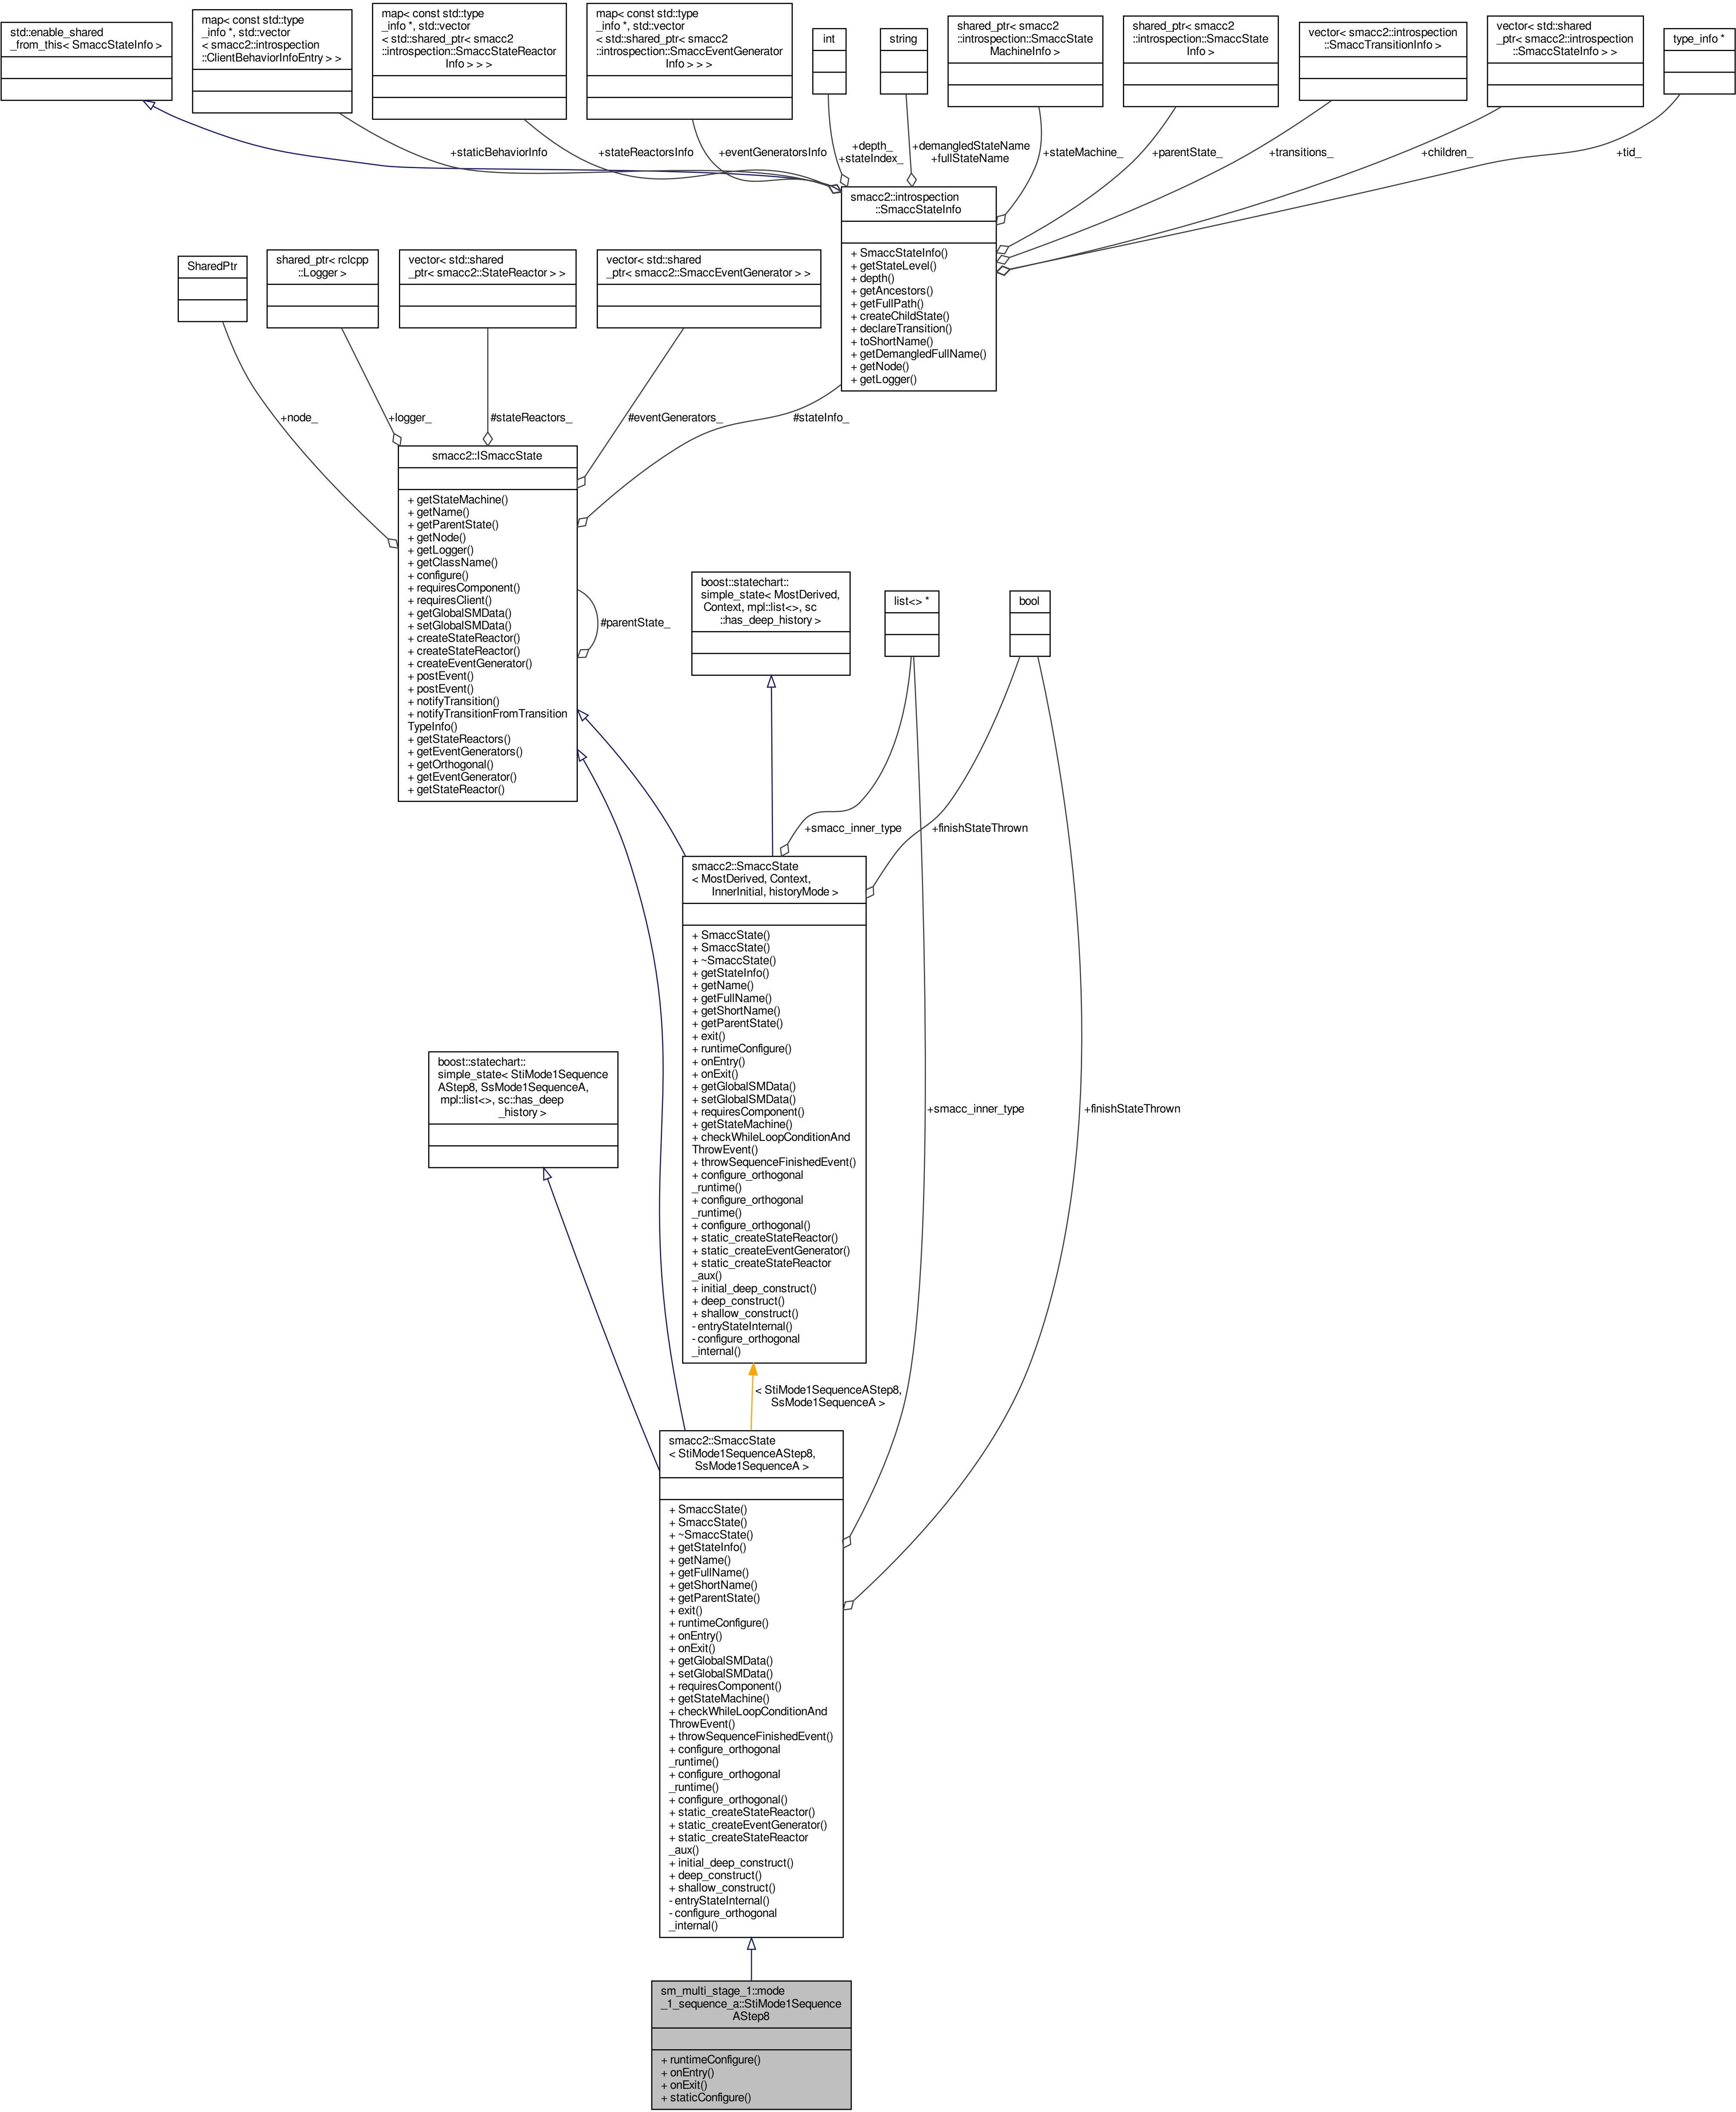 std::enable_shared
_from_this< SmaccStateInfo >
map< const std::type
_info *, std::vector
< smacc2::introspection
::ClientBehaviorInfoEntry > >
map< const std::type
_info *, std::vector
< std::shared_ptr< smacc2
::introspection::SmaccStateReactor
Info > > >
map< const std::type
_info *, std::vector
< std::shared_ptr< smacc2
::introspection::SmaccEventGenerator
Info > > >
int
string
shared_ptr< smacc2
::introspection::SmaccState
MachineInfo >
shared_ptr< smacc2
::introspection::SmaccState
Info >
vector< smacc2::introspection
::SmaccTransitionInfo >
vector< std::shared
_ptr< smacc2::introspection
::SmaccStateInfo > >
type_info *
+staticBehaviorInfo
+stateReactorsInfo
+eventGeneratorsInfo
+depth_
+stateIndex_
+demangledStateName
+fullStateName
+stateMachine_
+parentState_
+transitions_
+children_
+tid_
smacc2::introspection
::SmaccStateInfo
+ SmaccStateInfo()
+ getStateLevel()
+ depth()
+ getAncestors()
+ getFullPath()
+ createChildState()
+ declareTransition()
+ toShortName()
+ getDemangledFullName()
+ getNode()
+ getLogger()
SharedPtr
shared_ptr< rclcpp
::Logger >
vector< std::shared
_ptr< smacc2::StateReactor > >
vector< std::shared
_ptr< smacc2::SmaccEventGenerator > >
+node_
+logger_
#stateReactors_
#eventGenerators_
#stateInfo_
smacc2::ISmaccState
+ getStateMachine()
+ getName()
+ getParentState()
+ getNode()
+ getLogger()
+ getClassName()
+ configure()
+ requiresComponent()
+ requiresClient()
+ getGlobalSMData()
+ setGlobalSMData()
+ createStateReactor()
+ createStateReactor()
+ createEventGenerator()
+ postEvent()
+ postEvent()
+ notifyTransition()
+ notifyTransitionFromTransition
TypeInfo()
+ getStateReactors()
+ getEventGenerators()
+ getOrthogonal()
+ getEventGenerator()
+ getStateReactor()
#parentState_
boost::statechart::
simple_state< MostDerived,
Context, mpl::list<>, sc
::has_deep_history >
list<> *
bool
+smacc_inner_type
+finishStateThrown
smacc2::SmaccState
< MostDerived, Context,
InnerInitial, historyMode >
+ SmaccState()
+ SmaccState()
+ ~SmaccState()
+ getStateInfo()
+ getName()
+ getFullName()
+ getShortName()
+ getParentState()
+ exit()
+ runtimeConfigure()
+ onEntry()
+ onExit()
+ getGlobalSMData()
+ setGlobalSMData()
+ requiresComponent()
+ getStateMachine()
+ checkWhileLoopConditionAnd
ThrowEvent()
+ throwSequenceFinishedEvent()
+ configure_orthogonal
_runtime()
+ configure_orthogonal
_runtime()
+ configure_orthogonal()
+ static_createStateReactor()
+ static_createEventGenerator()
+ static_createStateReactor
_aux()
+ initial_deep_construct()
+ deep_construct()
+ shallow_construct()
- entryStateInternal()
- configure_orthogonal
_internal()
boost::statechart::
simple_state< StiMode1Sequence
AStep8, SsMode1SequenceA,
mpl::list<>, sc::has_deep
_history >
+smacc_inner_type
+finishStateThrown
< StiMode1SequenceAStep8,
SsMode1SequenceA >
smacc2::SmaccState
< StiMode1SequenceAStep8,
SsMode1SequenceA >
+ SmaccState()
+ SmaccState()
+ ~SmaccState()
+ getStateInfo()
+ getName()
+ getFullName()
+ getShortName()
+ getParentState()
+ exit()
+ runtimeConfigure()
+ onEntry()
+ onExit()
+ getGlobalSMData()
+ setGlobalSMData()
+ requiresComponent()
+ getStateMachine()
+ checkWhileLoopConditionAnd
ThrowEvent()
+ throwSequenceFinishedEvent()
+ configure_orthogonal
_runtime()
+ configure_orthogonal
_runtime()
+ configure_orthogonal()
+ static_createStateReactor()
+ static_createEventGenerator()
+ static_createStateReactor
_aux()
+ initial_deep_construct()
+ deep_construct()
+ shallow_construct()
- entryStateInternal()
- configure_orthogonal
_internal()
sm_multi_stage_1::mode
_1_sequence_a::StiMode1Sequence
AStep8
+ runtimeConfigure()
+ onEntry()
+ onExit()
+ staticConfigure()